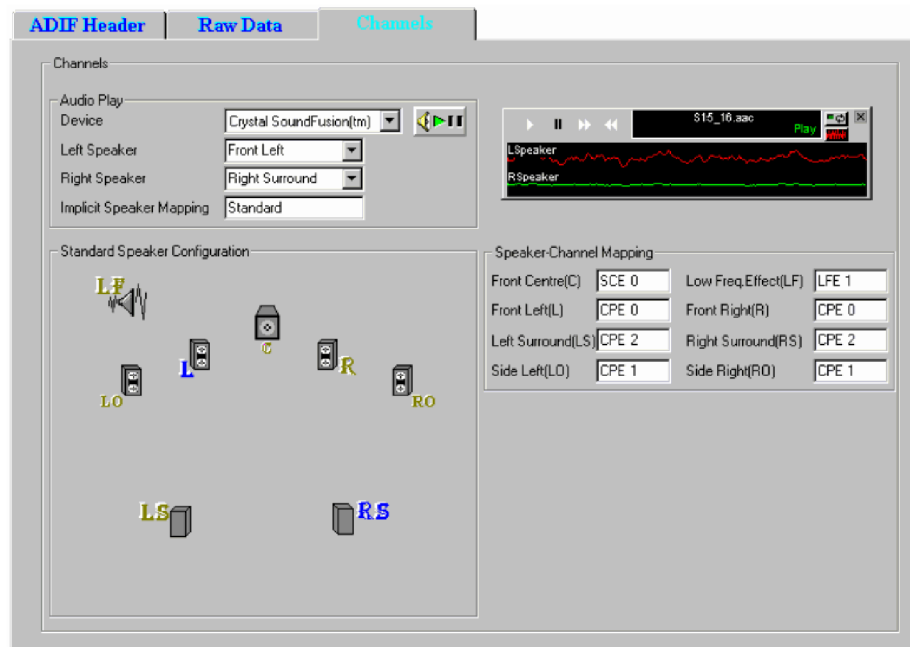 ADIF Header Raw Data Channels
Channels
Audio Play
Device Crystal SoundFusion(tm)
Left Speaker Front Left
Right Speaker Right Surround
Implicit Speaker Mapping Standard
S15_16.aac
Play
LSpeaker
RSpeaker
Standard Speaker Configuration
LF
C
L
R
LO
RO
LS
RS
Speaker-Channel Mapping
Front Centre(C) SCE 0 Low Freq.Effect(LF) LFE 1
Front Left(L) CPE 0 Front Right(R) CPE 0
Left Surround(LS) CPE 2 Right Surround(RS) CPE 2
Side Left(LO) CPE 1 Side Right(RO) CPE 1